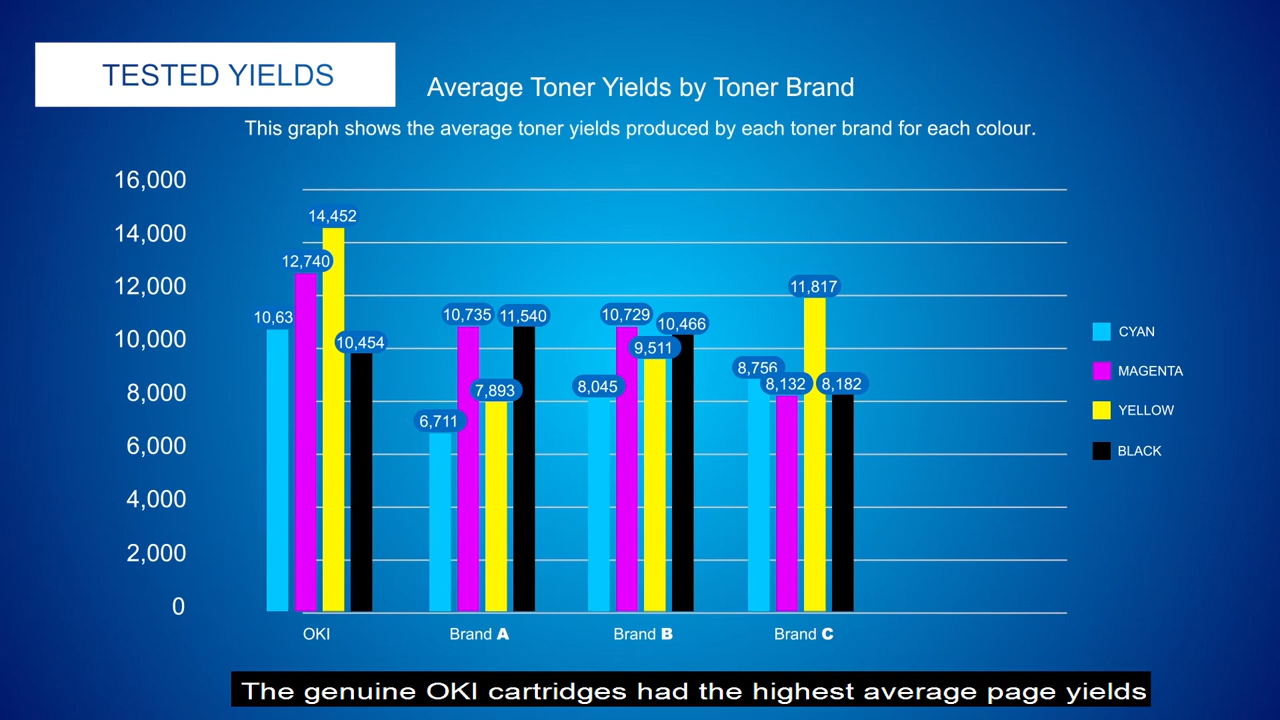 TESTED YIELDS
Average Toner Yields by Toner Brand
This graph shows the average toner yields produced by each toner brand for each colour.
16,000
14,000
12,000
10,000
8,000
6,000
4,000
2,000
0
10,63
12,740
14,452
10,454
6,711
10,735
7,893
11,540
8,045
10,729
9,511
10,466
8,756
8,132
11,817
8,182
OKI
Brand A
Brand B
Brand C
CYAN
MAGENTA
YELLOW
BLACK
The genuine OKI cartridges had the highest average page yields